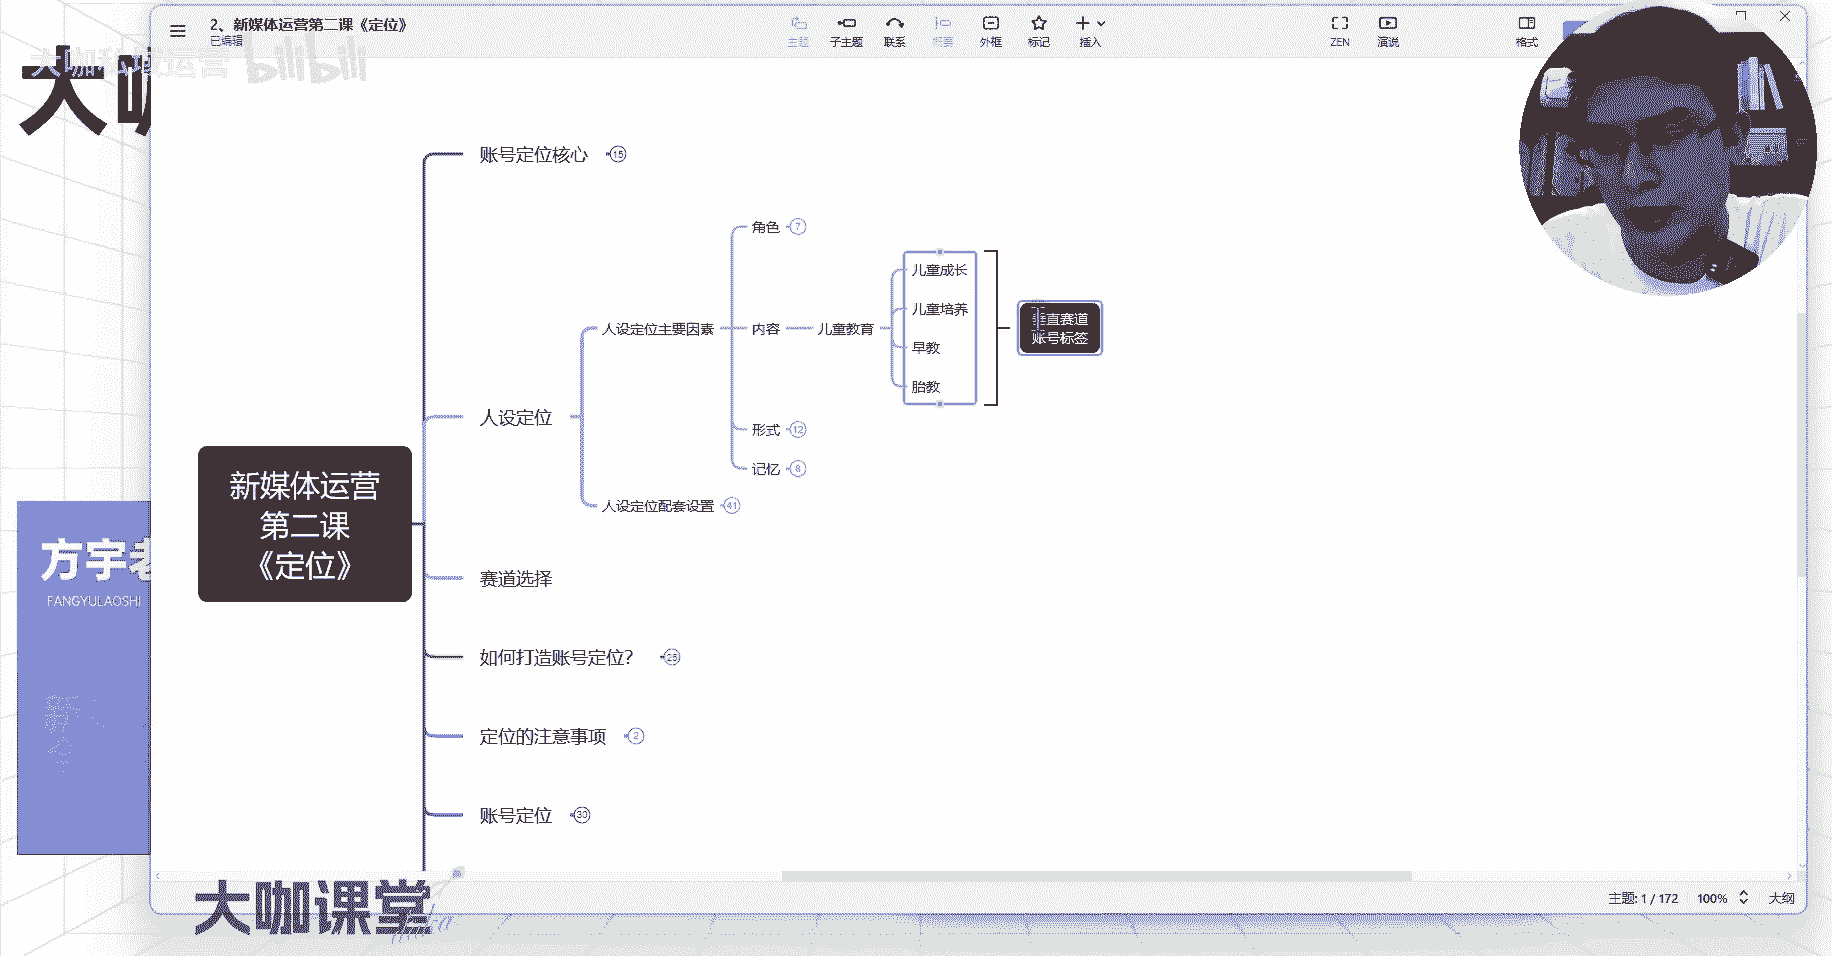 2、新媒体运营第二课《定位》
已编辑
主题
子主题
联系
概要
外框
标记
插入
ZEN
演说
格式
大咖私域运营 bilibili
大咖
账号定位核心 15
角色 7
儿童成长
儿童培养
早教
胎教
垂直赛道
账号标签
人设定位主要因素
内容
儿童教育
人设定位
形式 12
记忆 8
人设定位配套设置 41
新媒体运营
第二课
《定位》
方宇老
FANGYULAOSHI
赛道选择
如何打造账号定位? 25
定位的注意事项 2
账号定位 30
主题: 1 / 172
100%
大纲
大咖课堂